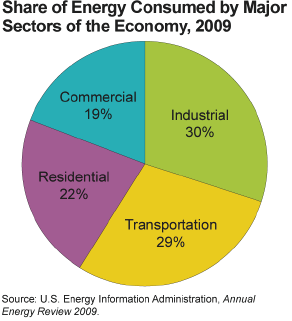 Share of Energy Consumed by Major
Sectors of the Economy, 2009
Commercial
19%
Industrial
30%
Residential
22%
Transportation
29%
Source: U.S. Energy Information Administration, Annual
Energy Review 2009.